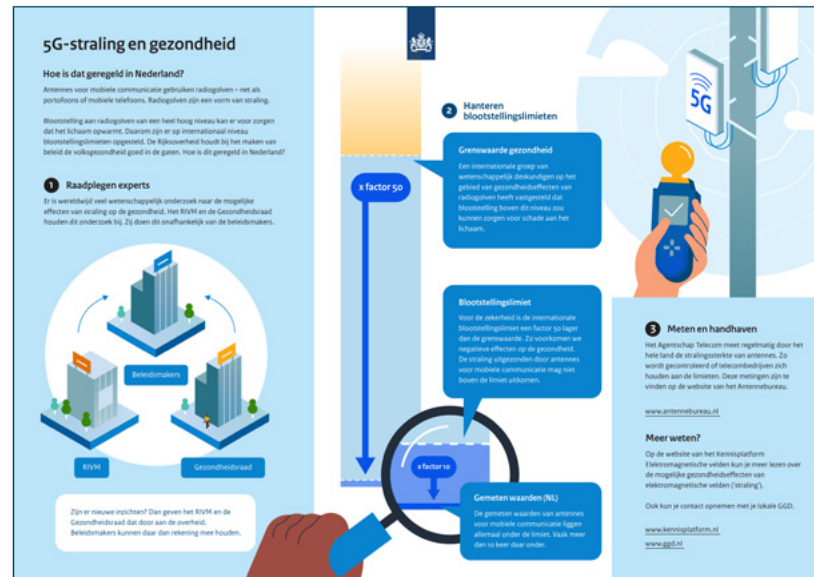 5G-straling en gezondheid
Hoe is dat geregeld in Nederland?
Antennes voor mobiele communicatie gebruiken radiogolven – net als
portofoons of mobiele telefoons. Radiogolven zijn een vorm van straling.
Blootstelling aan radiogolven van een heel hoog niveau kan er voor zorgen
dat het lichaam opwarmt. Daarom zijn er op internationaal niveau
blootstellingslimieten opgesteld. De Rijksoverheid houdt bij het maken van
beleid de volksgezondheid goed in de gaten. Hoe is dit geregeld in Nederland?
1 Raadplegen experts
Er is wereldwijd veel wetenschappelijk onderzoek naar de mogelijke
effecten van straling op de gezondheid. Het RIVM en de Gezondheidsraad
houden dit onderzoek bij. Zij doen dit onafhankelijk van de beleidsmakers.
Beleidsmakers
RIVM
Gezondheidsraad
Zijn er nieuwe inzichten? Dan geven het RIVM en de
Gezondheidsraad dat door aan de overheid.
Beleidsmakers kunnen daar dan rekening mee houden.
x factor 50
x factor 10
2 Hanteren
blootstellingslimieten
Grenswaarde gezondheid
Een internationale groep van
wetenschappelijk deskundigen op het
gebied van gezondheidseffecten van
radiogolven heeft vastgesteld dat
blootstelling boven dit niveau zou
kunnen zorgen voor schade aan het
lichaam.
Blootstellingslimiet
Voor de zekerheid is de internationale
blootstellingslimiet een factor 50 lager
dan de grenswaarde. Zo voorkomen we
negatieve effecten op de gezondheid.
De straling uitgezonden door antennes
voor mobiele communicatie mag niet
boven de limiet uitkomen.
Gemeten waarden (NL)
De gemeten waarden van antennes
voor mobiele communicatie liggen
allemaal onder de limiet. Vaak meer
dan 10 keer daar onder.
5G
3 Meten en handhaven
Het Agentschap Telecom meet regelmatig door het
hele land de stralingssterkte van antennes. Zo
wordt gecontroleerd of telecombedrijven zich
houden aan de limieten. Deze metingen zijn te
vinden op de website van het Antennebureau.
www.antennebureau.nl
Meer weten?
Op de website van het Kennisplatform
Elektromagnetische velden kun je meer lezen over
de mogelijke gezondheidseffecten van
elektromagnetische velden ('straling').
Ook kun je contact opnemen met je lokale GGD.
www.kennisplatform.nl
www.ggd.nl